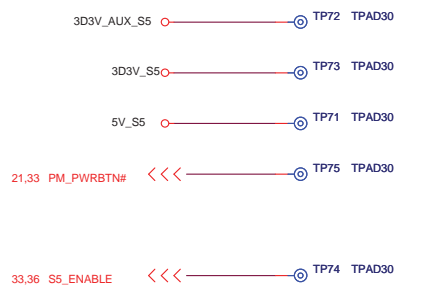 3D3V_AUX_S5 TP72 TPAD30
3D3V_S5 TP73 TPAD30
5V_S5 TP71 TPAD30
21,33 PM_PWRBTN# TP75 TPAD30
33,36 S5_ENABLE TP74 TPAD30